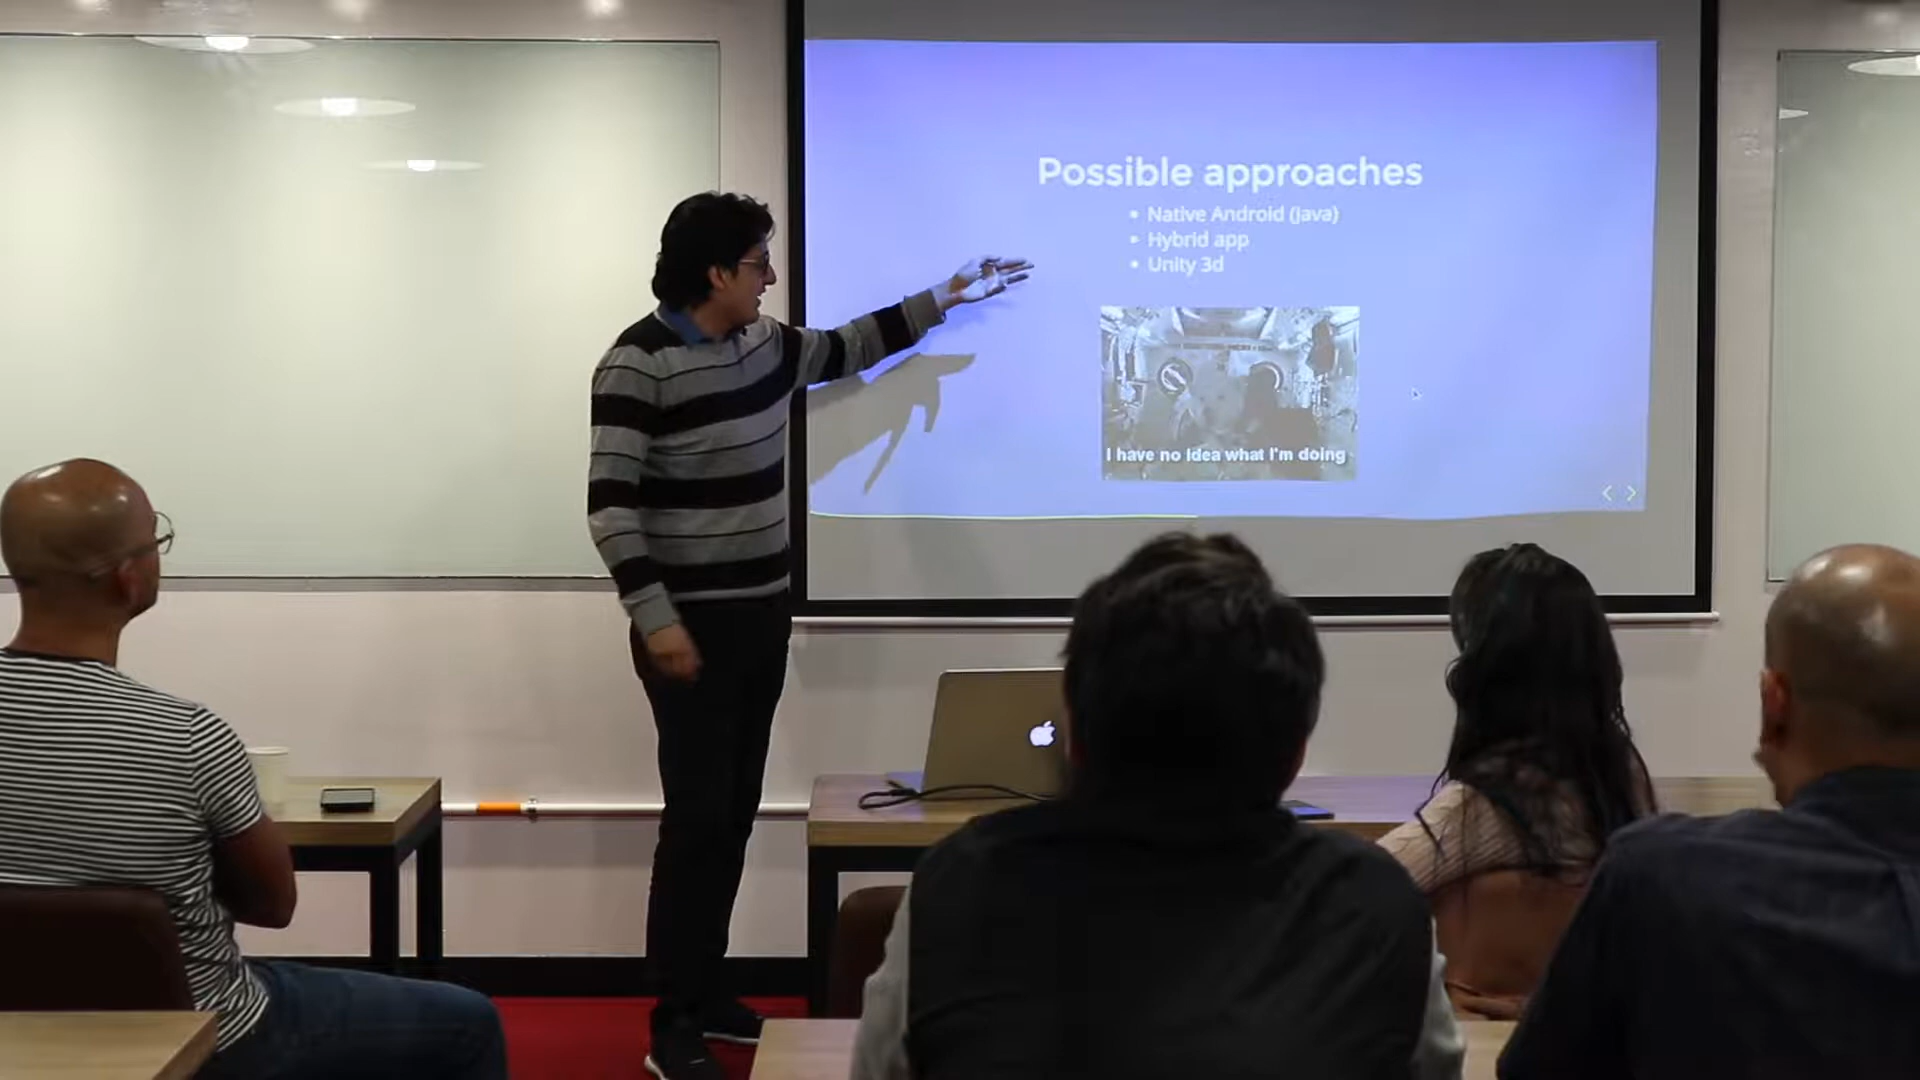 Possible approaches
• Native Android (Java)
• Hybrid app
• Unity 3d
I have no idea what I'm doing